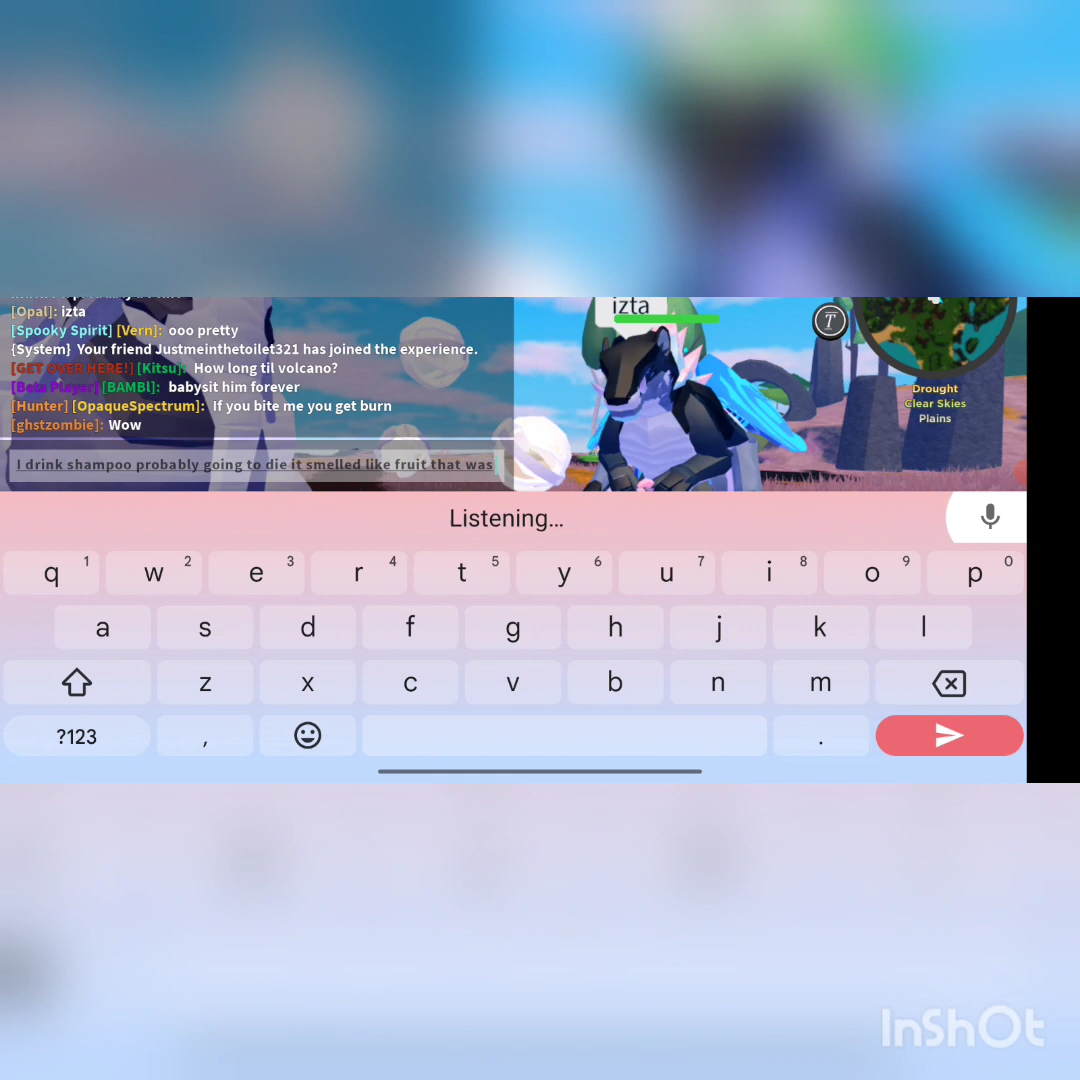 [Opal]: izta
[Spooky Spirit] [Vern]: ooo pretty
{System} Your friend Justmeinthetoilet321 has joined the experience.
[GET OVER HERE!] [Kitsu]: How long til volcano?
[Beta Player] [BAMBI]: babysit him forever
[Hunter] [OpaqueSpectrum]: If you bite me you get burn
[ghstzombie]: Wow
I drink shampoo probably going to die it smelled like fruit that was
izta
T
Drought
Clear Skies
Plains
Listening...
q 1 w 2 e 3 r 4 t 5 y 6 u 7 i 8 o 9 p 0
a s d f g h j k l
z x c v b n m
?123 , .
InShOt